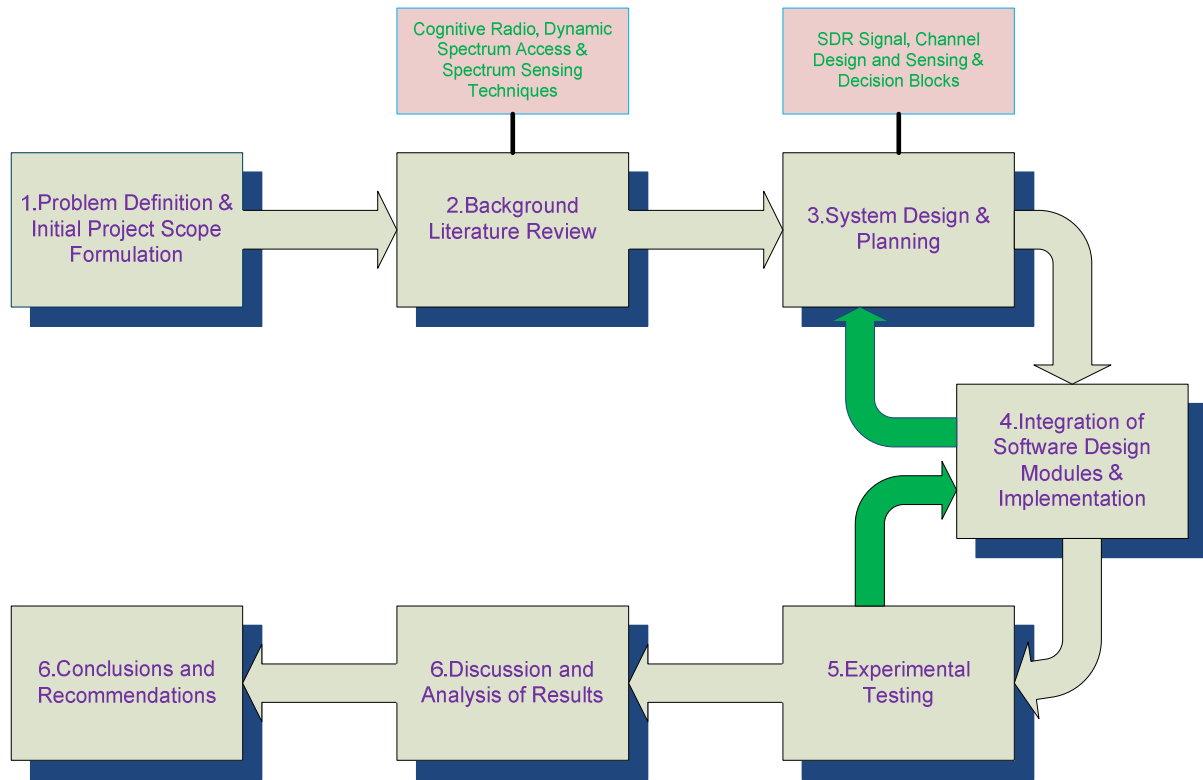 Cognitive Radio, Dynamic
Spectrum Access &
Spectrum Sensing
Techniques
SDR Signal, Channel
Design and Sensing &
Decision Blocks
1.Problem Definition &
Initial Project Scope
Formulation
2.Background
Literature Review
3.System Design &
Planning
4.Integration of
Software Design
Modules &
Implementation
5.Experimental
Testing
6.Discussion and
Analysis of Results
6.Conclusions and
Recommendations